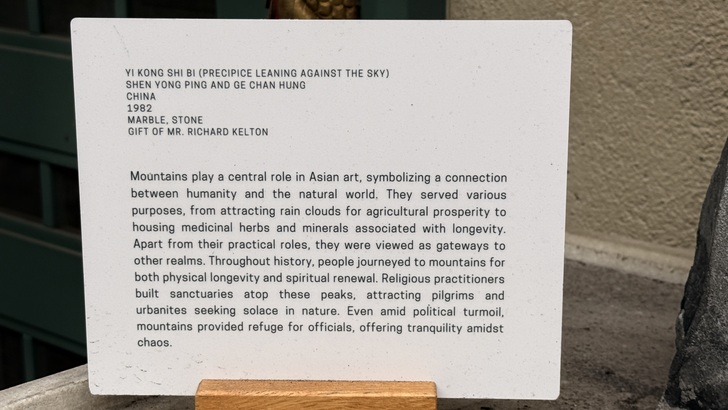 YI KONG SHI BI (PRECIPICE LEANING AGAINST THE SKY)
SHEN YONG PING AND GE CHAN HUNG
CHINA
1982
MARBLE, STONE
GIFT OF MR. RICHARD KELTON
Mountains play a central role in Asian art, symbolizing a connection
between humanity and the natural world. They served various
purposes, from attracting rain clouds for agricultural prosperity to
housing medicinal herbs and minerals associated with longevity.
Apart from their practical roles, they were viewed as gateways to
other realms. Throughout history, people journeyed to mountains for
both physical longevity and spiritual renewal. Religious practitioners
built sanctuaries atop these peaks, attracting pilgrims and
urbanites seeking solace in nature. Even amid political turmoil,
mountains provided refuge for officials, offering tranquility amidst
chaos.